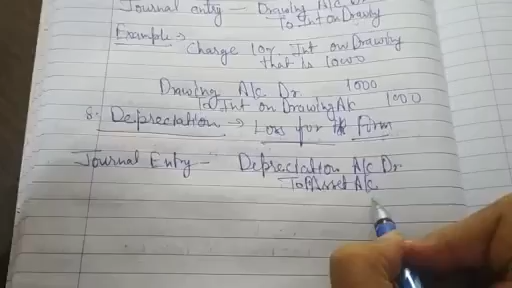 Journal entry - Drawing A/c Dr
To Int on Drawing
Example →
Charge 10% Int on Drawing
that is 10000
Drawing A/c Dr 1000
To Int on Drawing A/c 1000
8. Depreciation → Loss for the Firm
Journal Entry - Depreciation A/c Dr
To Asset A/c